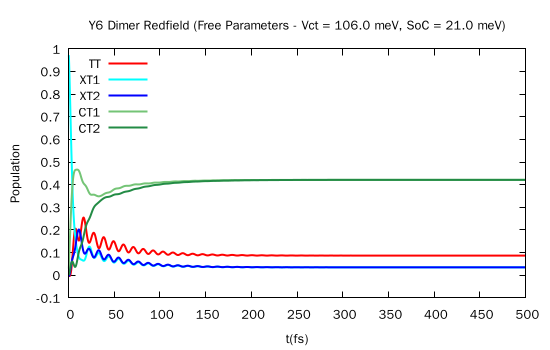 Y6 Dimer Redfield (Free Parameters - Vct = 106.0 meV, SoC = 21.0 meV)
1
0.9
0.8
0.7
0.6
0.5
0.4
0.3
0.2
0.1
0
-0.1
Population
TT
XT1
XT2
CT1
CT2
0 50 100 150 200 250 300 350 400 450 500
t(fs)